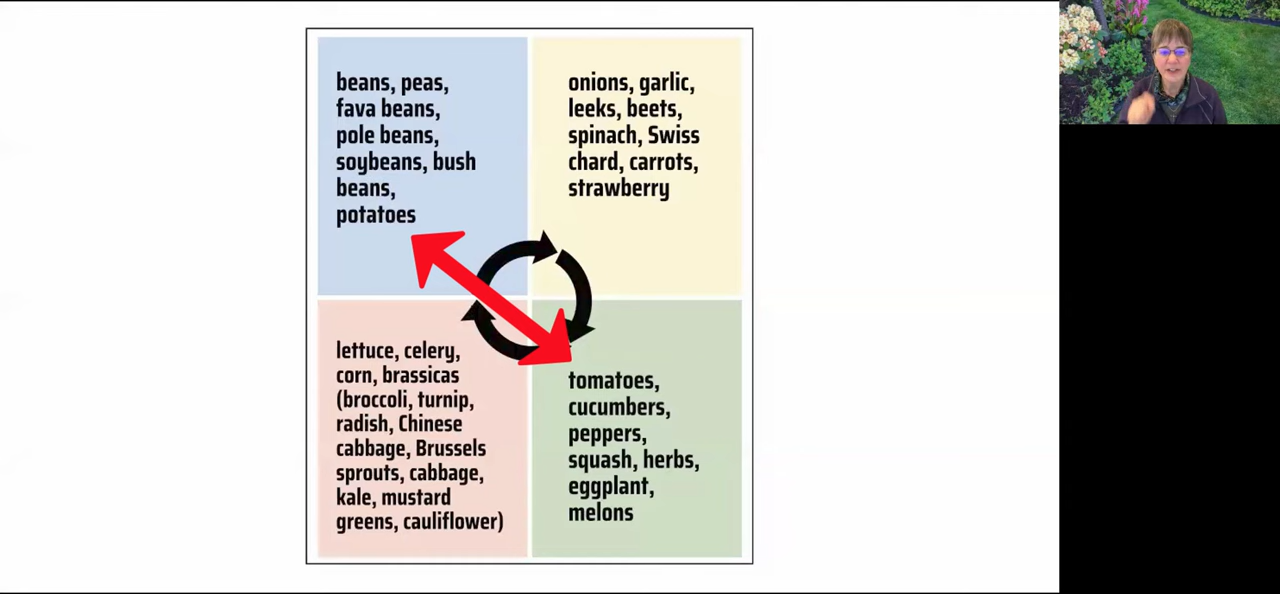 beans, peas,
fava beans,
pole beans,
soybeans, bush
beans,
potatoes
onions, garlic,
leeks, beets,
spinach, Swiss
chard, carrots,
strawberry
lettuce, celery,
corn, brassicas
(broccoli, turnip,
radish, Chinese
cabbage, Brussels
sprouts, cabbage,
kale, mustard
greens, cauliflower)
tomatoes,
cucumbers,
peppers,
squash, herbs,
eggplant,
melons